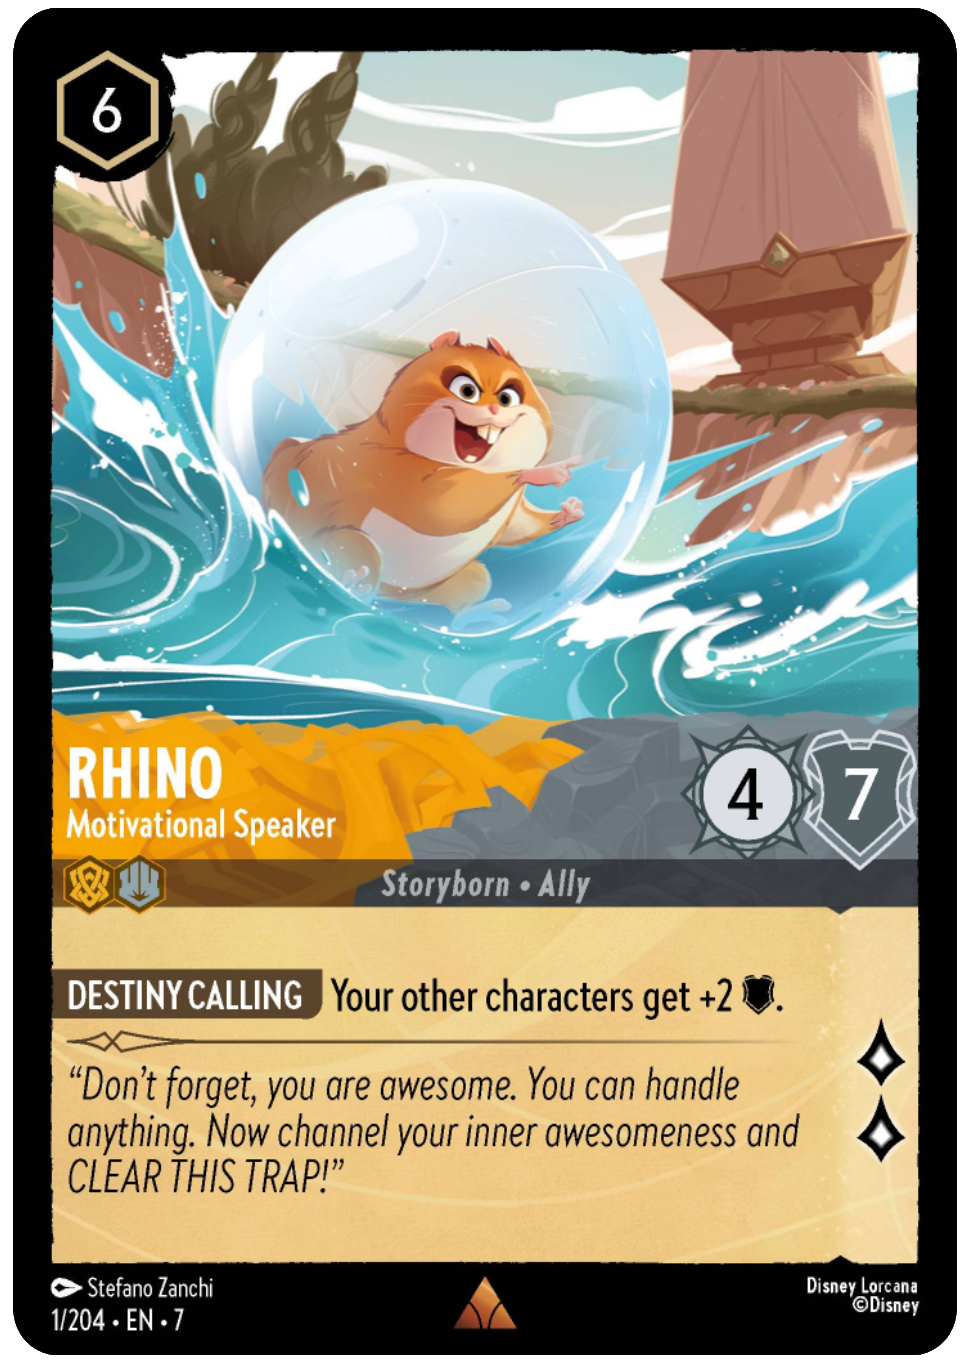 6
RHINO
Motivational Speaker
4
7
Storyborn • Ally
DESTINY CALLING Your other characters get +2 .
“Don’t forget, you are awesome. You can handle
anything. Now channel your inner awesomeness and
CLEAR THIS TRAP!”
Stefano Zanchi
1/204 • EN • 7
Disney Lorcana
©Disney